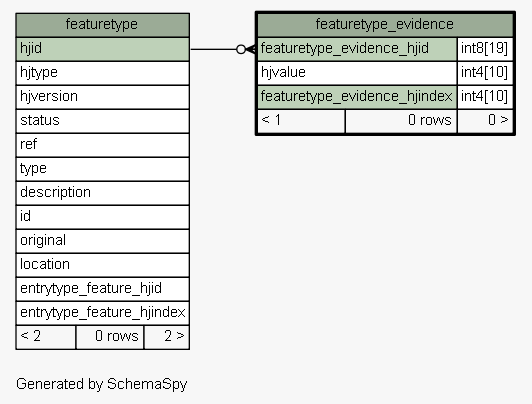 featuretype
hjid
hjtype
hjversion
status
ref
type
description
id
original
location
entrytype_feature_hjid
entrytype_feature_hjindex
< 2 0 rows 2 >
featuretype_evidence
featuretype_evidence_hjid int8[19]
hjvalue int4[10]
featuretype_evidence_hjindex int4[10]
< 1 0 rows 0 >
Generated by SchemaSpy